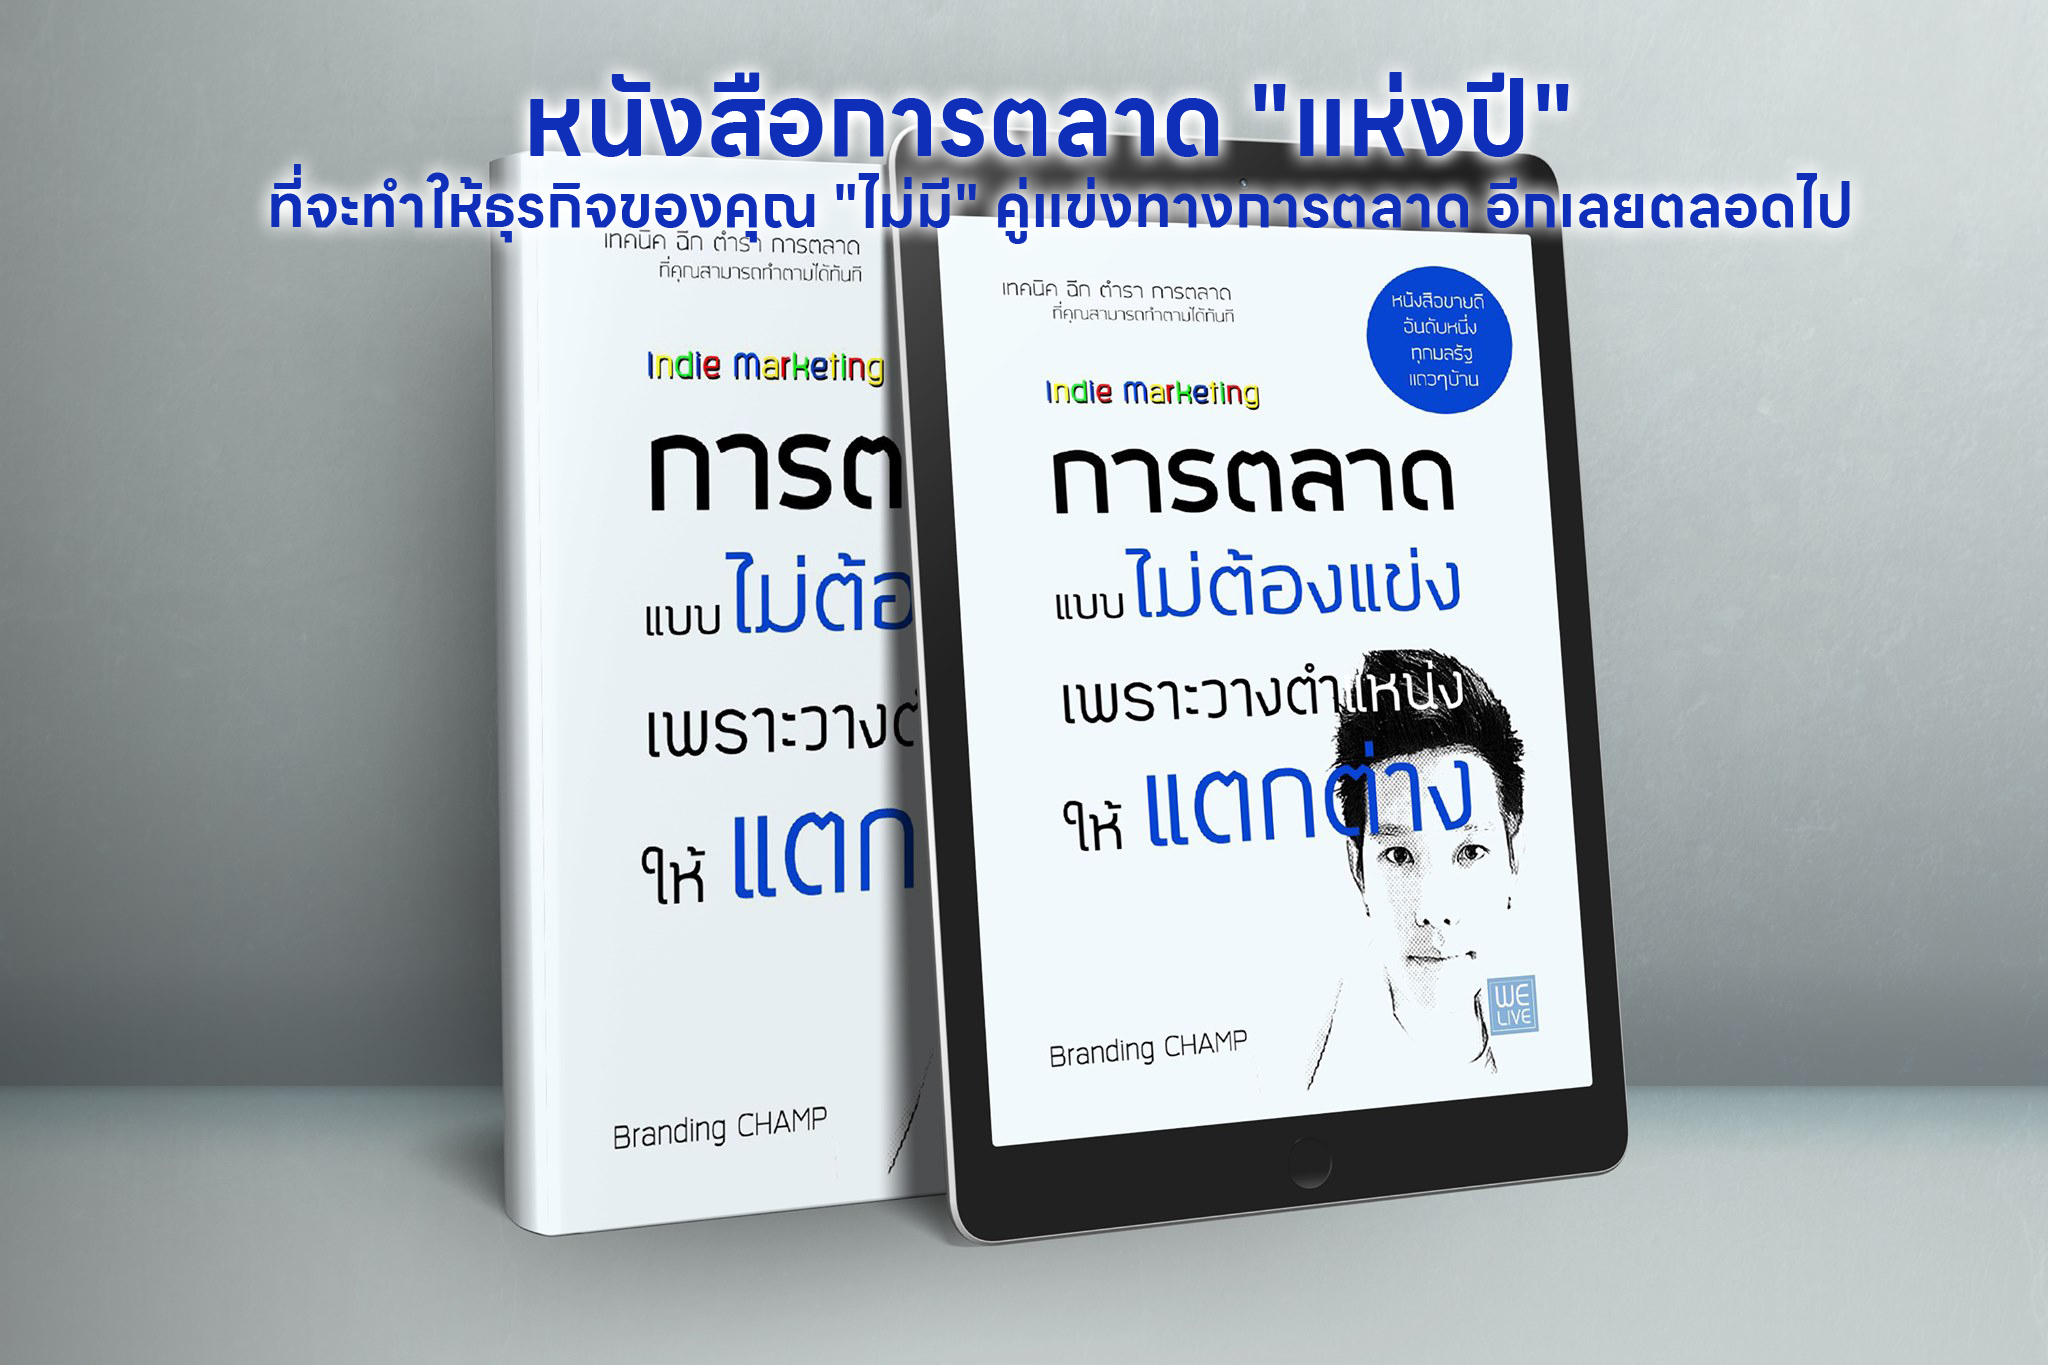 หนังสือการตลาด "แห่งปี"
ที่จะทำให้ธุรกิจของคุณ "ไม่มี" คู่แข่งทางการตลาด อีกเลยตลอดไป
เทคนิค ฉีก ตำรา การตลาด
ที่คุณสามารถทำตามได้ทันที
Indie Marketing
การต
แบบ ไม่ต้อ
เพราะวางตำ
ให้ แตก
Branding CHAMP
เทคนิค ฉีก ตำรา การตลาด
ที่คุณสามารถทำตามได้ทันที
หนังสือขายดี
อันดับหนึ่ง
ทุกมลรัฐ
แถวๆบ้าน
Indie Marketing
การตลาด
แบบ ไม่ต้องแข่ง
เพราะวางตำแหน่ง
ให้ แตกต่าง
WE
LIVE
Branding CHAMP